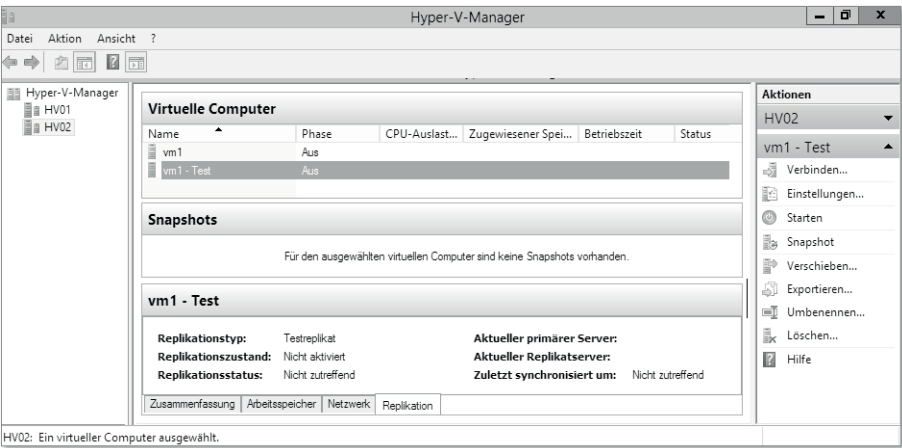 Hyper-V-Manager
Datei Aktion Ansicht ?
Hyper-V-Manager
HV01
HV02
Virtuelle Computer
Name Phase CPU-Auslast... Zugewiesener Spei... Betriebszeit Status
vm1 Aus
vm1 - Test Aus
Snapshots
Für den ausgewählten virtuellen Computer sind keine Snapshots vorhanden.
vm1 - Test
Replikationstyp: Testreplikat Aktueller primärer Server:
Replikationszustand: Nicht aktiviert Aktueller Replikatserver:
Replikationsstatus: Nicht zutreffend Zuletzt synchronisiert um: Nicht zutreffend
Zusammenfassung Arbeitsspeicher Netzwerk Replikation
Aktionen
HV02
vm1 - Test
Verbinden...
Einstellungen...
Starten
Snapshot
Verschieben...
Exportieren...
Umbenennen...
Löschen...
Hilfe
HV02: Ein virtueller Computer ausgewählt.